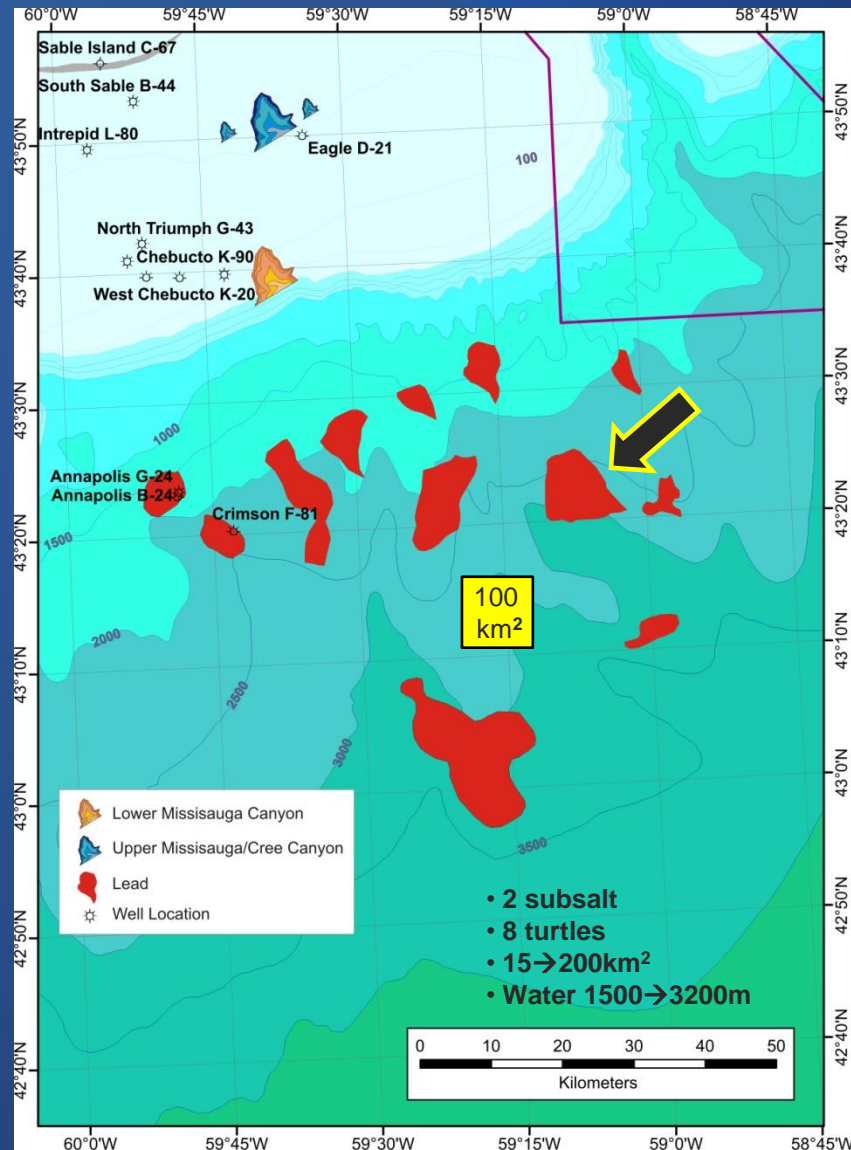 60°0'W
59°45'W
59°30'W
59°15'W
59°0'W
58°45'W
Sable Island C-67
South Sable B-44
Intrepid L-80
Eagle D-21
100
North Triumph G-43
Chebucto K-90
West Chebucto K-20
1000
Annapolis G-24
Annapolis B-24
Crimson F-81
1500
100
km²
2000
2500
3000
3500
Lower Missisauga Canyon
Upper Missisauga/Cree Canyon
Lead
Well Location
• 2 subsalt
• 8 turtles
• 15→200km²
• Water 1500→3200m
0 10 20 30 40 50
Kilometers
43°50'N
43°40'N
43°30'N
43°20'N
43°10'N
43°0'N
42°50'N
42°40'N
43°50'N
43°40'N
43°30'N
43°20'N
43°10'N
43°0'N
42°50'N
42°40'N
60°0'W
59°45'W
59°30'W
59°15'W
59°0'W
58°45'W